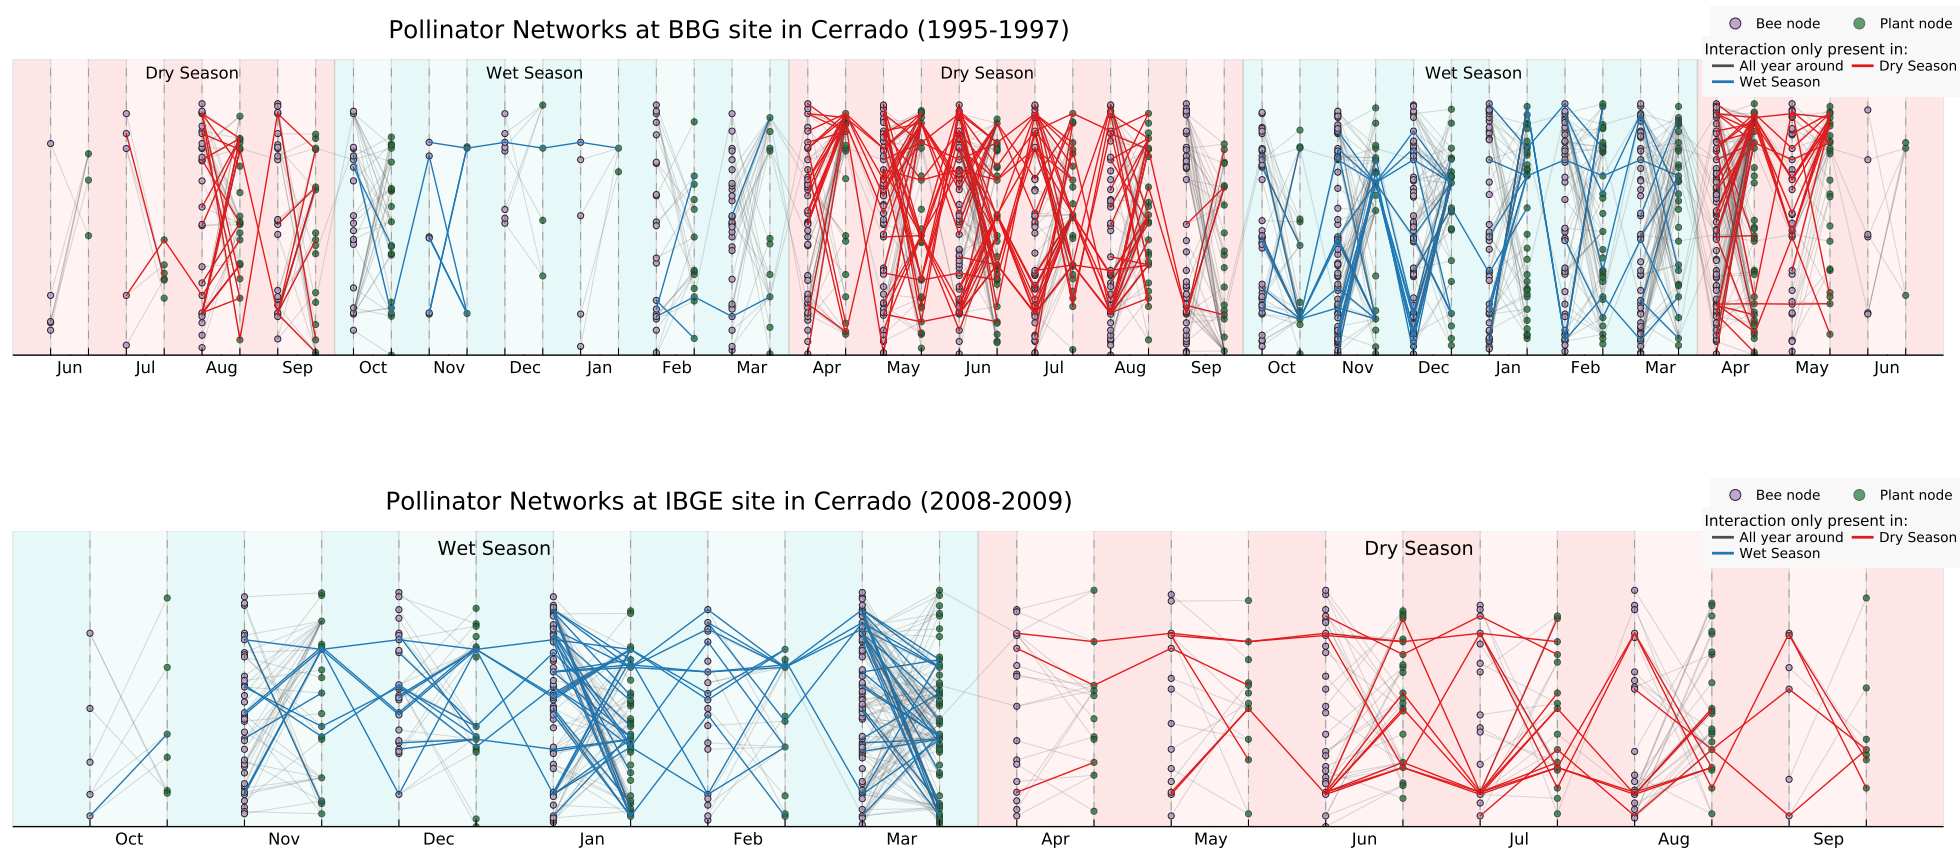 Pollinator Networks at BBG site in Cerrado (1995-1997)
Bee node Plant node
Interaction only present in:
All year around Dry Season
Wet Season
Dry Season Wet Season Dry Season Wet Season
Jun Jul Aug Sep Oct Nov Dec Jan Feb Mar Apr May Jun Jul Aug Sep Oct Nov Dec Jan Feb Mar Apr May Jun
Pollinator Networks at IBGE site in Cerrado (2008-2009)
Bee node Plant node
Interaction only present in:
All year around Dry Season
Wet Season
Wet Season Dry Season
Oct Nov Dec Jan Feb Mar Apr May Jun Jul Aug Sep